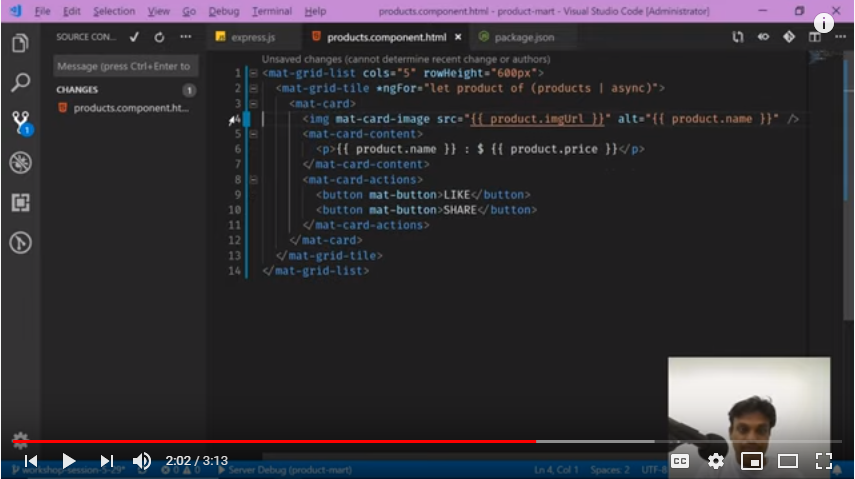 File Edit Selection View Go Debug Terminal Help products.component.html - product-mart - Visual Studio Code [Administrator]
SOURCE CON...
express.js products.component.html package.json
Message (press Ctrl+Enter to
CHANGES 1
products.component.ht...
1
Unsaved changes (cannot determine recent change or authors)
1 <mat-grid-list cols="5" rowHeight="600px">
2 <mat-grid-tile *ngFor="let product of (products | async)">
3 <mat-card>
4 <img mat-card-image src="{{ product.imgUrl }}" alt="{{ product.name }}" />
5 <mat-card-content>
6 <p>{{ product.name }} : $ {{ product.price }}</p>
7 </mat-card-content>
8 <mat-card-actions>
9 <button mat-button>LIKE</button>
10 <button mat-button>SHARE</button>
11 </mat-card-actions>
12 </mat-card>
13 </mat-grid-tile>
14 </mat-grid-list>
2:02 / 3:13 CC
workshop-session-5-29* 0 0 Server Debug (product-mart) Ln 4, Col 1 Spaces: 2 UTF-8